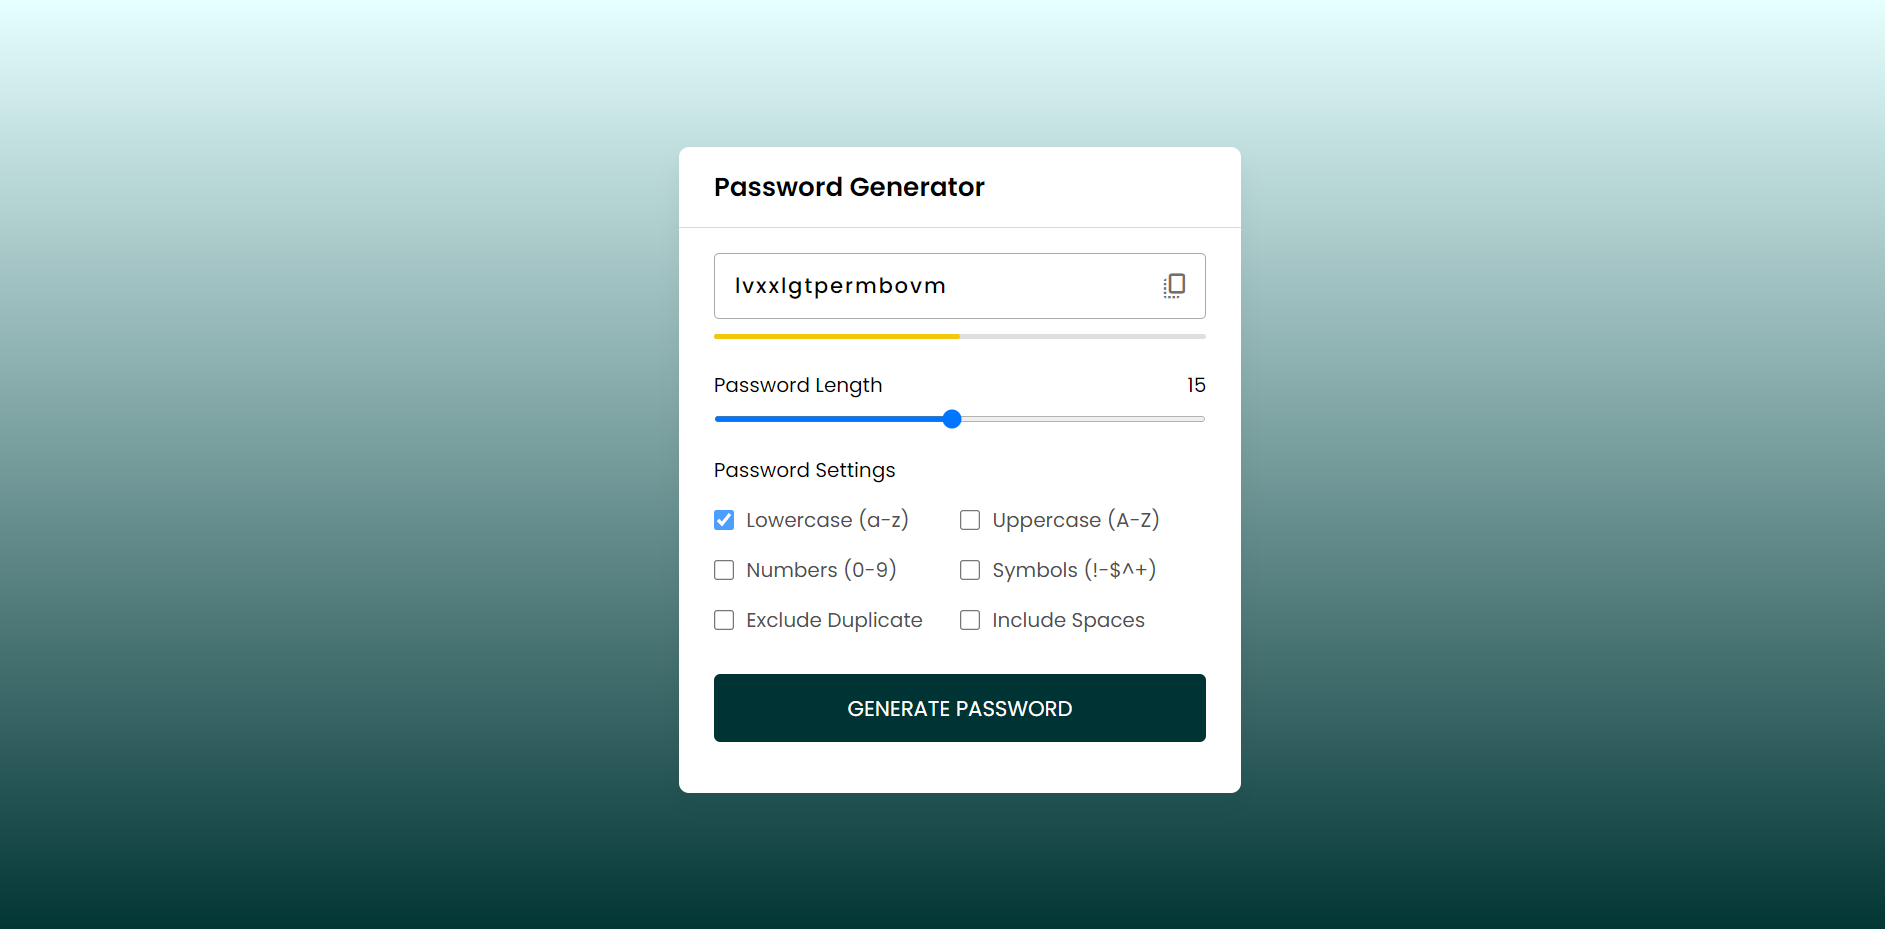 Password Generator
lvxxlgtpermbovm
Password Length 15
Password Settings
Lowercase (a-z) Uppercase (A-Z)
Numbers (0-9) Symbols (!-$^+)
Exclude Duplicate Include Spaces
GENERATE PASSWORD